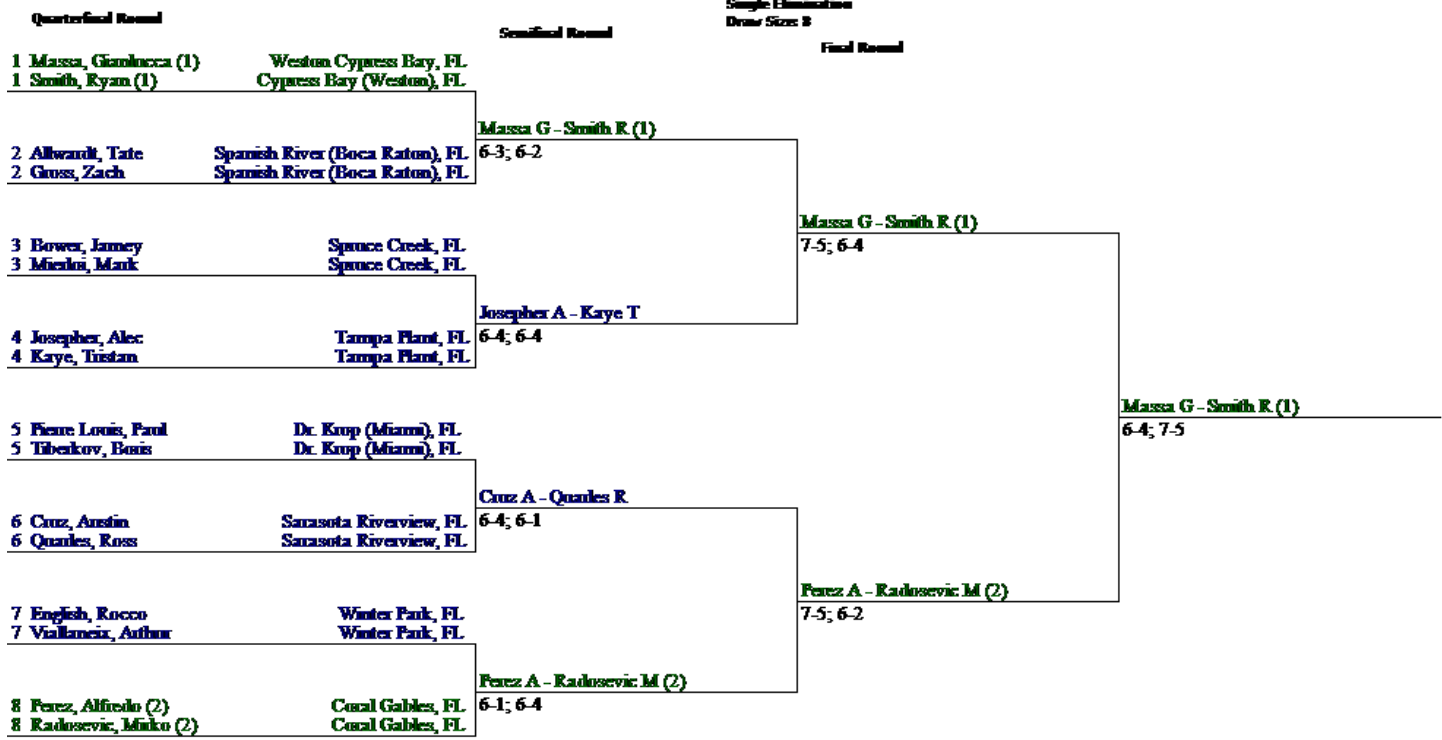 Single Elimination
Quarterfinal Round
Draw Size: 8
Semifinal Round
Final Round
1 Massa, Gianlucca (1) Weston Cypress Bay, FL
1 Smith, Ryan (1) Cypress Bay (Weston), FL
Massa G - Smith R (1)
2 Allwardt, Tate Spanish River (Boca Raton), FL 6-3; 6-2
2 Gross, Zach Spanish River (Boca Raton), FL
Massa G - Smith R (1)
3 Bower, Jamey Spruce Creek, FL 7-5; 6-4
3 Mark Spruce Creek, FL
Josepher A - Kaye T
4 Josepher, Alec Tampa Plant, FL 6-4; 6-4
4 Kaye, Tristan Tampa Plant, FL
Massa G - Smith R (1)
5 Pierre Louis, Paul Dr. Krop (Miami), FL 6-4; 7-5
5 Tiberkov, Boris Dr. Krop (Miami), FL
Cruz A - Quarles R
6 Cruz, Austin Sarasota Riverview, FL 6-4; 6-1
6 Quarles, Ross Sarasota Riverview, FL
Perez A - Radosevic M (2)
7 English, Rocco Winter Park, FL 7-5; 6-2
7 Viallaneix, Arthur Winter Park, FL
Perez A - Radosevic M (2)
8 Perez, Alfredo (2) Coral Gables, FL 6-1; 6-4
8 Radosevic, Mirko (2) Coral Gables, FL